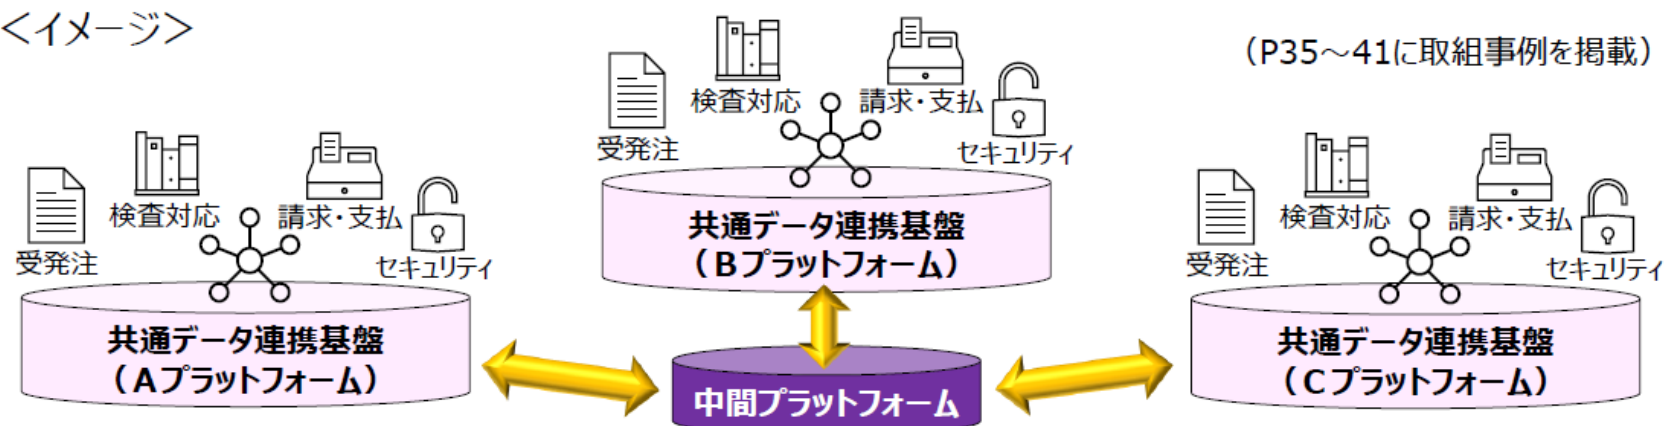 ＜イメージ＞
（P35～41に取組事例を掲載）
受発注
検査対応
請求・支払
セキュリティ
共通データ連携基盤
（Aプラットフォーム）
受発注
検査対応
請求・支払
セキュリティ
共通データ連携基盤
（Bプラットフォーム）
受発注
検査対応
請求・支払
セキュリティ
共通データ連携基盤
（Cプラットフォーム）
中間プラットフォーム